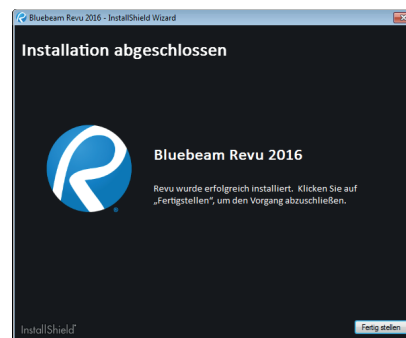 Bluebeam Revu 2016 - InstallShield Wizard
Installation abgeschlossen
Bluebeam Revu 2016
Revu wurde erfolgreich installiert. Klicken Sie auf
„Fertigstellen“, um den Vorgang abzuschließen.
InstallShield
Fertig stellen